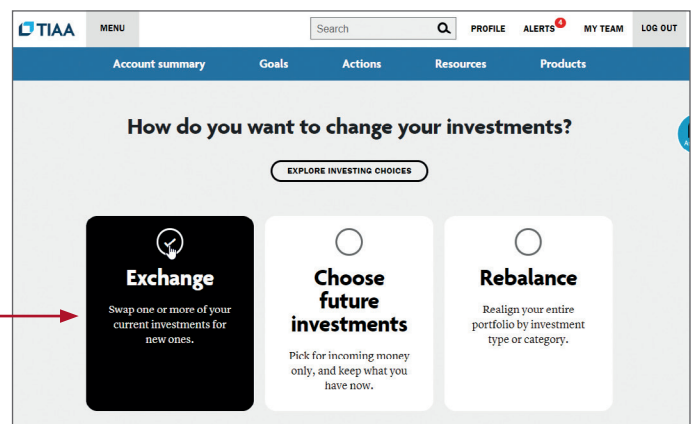 TIAA MENU Search PROFILE ALERTS 4 MY TEAM LOG OUT
Account summary Goals Actions Resources Products
How do you want to change your investments?
EXPLORE INVESTING CHOICES
Exchange
Swap one or more of your
current investments for
new ones.
Choose
future
investments
Pick for incoming money
only, and keep what you
have now.
Rebalance
Realign your entire
portfolio by investment
type or category.